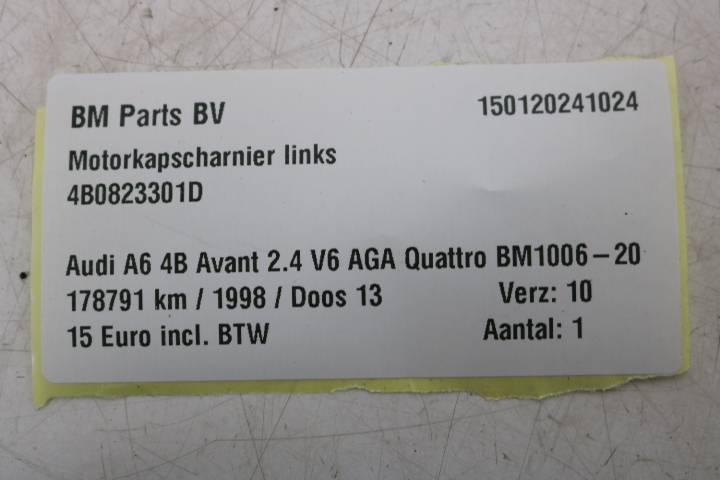 BM Parts BV 150120241024
Motorkapscharnier links
4B0823301D
Audi A6 4B Avant 2.4 V6 AGA Quattro BM1006-20
178791 km / 1998 / Doos 13 Verz: 10
15 Euro incl. BTW Aantal: 1